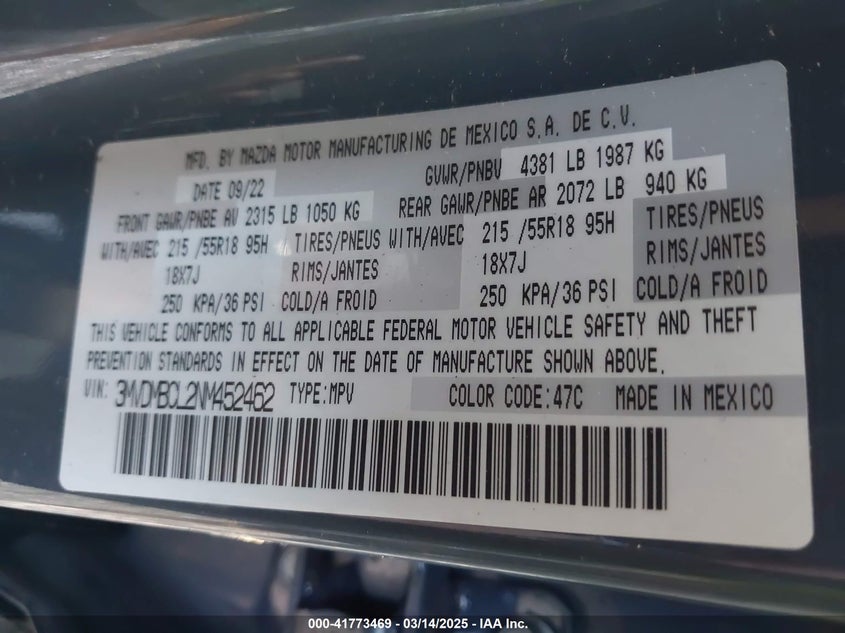 MFD. BY MAZDA MOTOR MANUFACTURING DE MEXICO S.A. DE C.V.
DATE 09/22 GVWR/PNBV 4381 LB 1987 KG
FRONT GAWR/PNBE AV 2315 LB 1050 KG REAR GAWR/PNBE AR 2072 LB 940 KG
WITH/AVEC 215 /55R18 95H TIRES/PNEUS WITH/AVEC 215 /55R18 95H TIRES/PNEUS
18X7J RIMS/JANTES 18X7J RIMS/JANTES
250 KPA/36 PSI COLD/A FROID 250 KPA/36 PSI COLD/A FROID
THIS VEHICLE CONFORMS TO ALL APPLICABLE FEDERAL MOTOR VEHICLE SAFETY AND THEFT
PREVENTION STANDARDS IN EFFECT ON THE DATE OF MANUFACTURE SHOWN ABOVE.
VIN: 3MVDMBCL2NM452462 TYPE:MPV COLOR CODE:47C MADE IN MEXICO
000-41773469 - 03/14/2025 - IAA Inc.